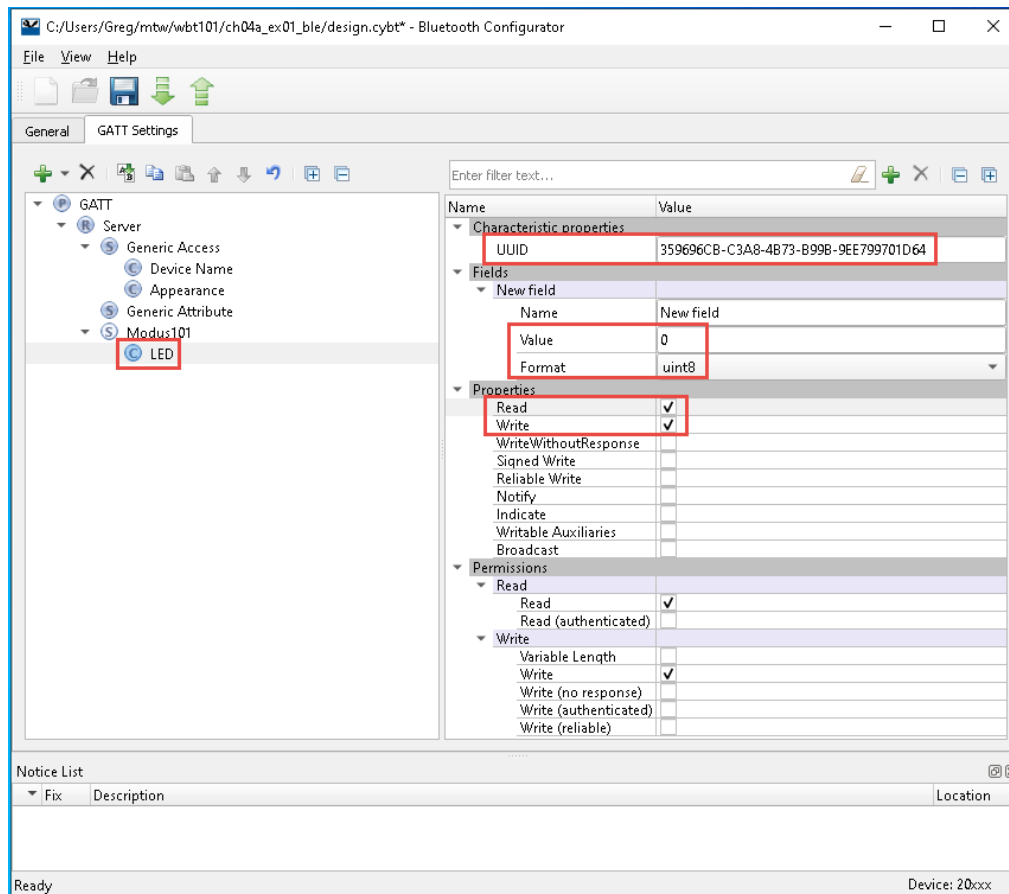 C:/Users/Greg/mtw/wbt101/ch04a_ex01_ble/design.cybt* - Bluetooth Configurator
File View Help
General GATT Settings
Enter filter text...
GATT
Server
Generic Access
Device Name
Appearance
Generic Attribute
Modus101
LED
Name Value
Characteristic properties
UUID 359696CB-C3A8-4B73-B99B-9EE799701D64
Fields
New field
Name New field
Value 0
Format uint8
Properties
Read
Write
WriteWithoutResponse
Signed Write
Reliable Write
Notify
Indicate
Writable Auxiliaries
Broadcast
Permissions
Read
Read
Read (authenticated)
Write
Variable Length
Write
Write (no response)
Write (authenticated)
Write (reliable)
Notice List
Fix Description Location
Ready Device: 20xxx